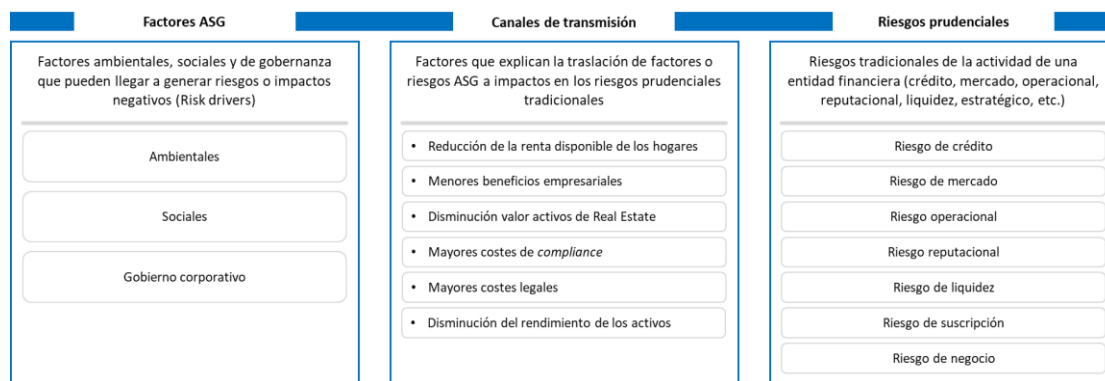 Factores ASG
Canales de transmisión
Riesgos prudenciales
Factores ambientales, sociales y de gobernanza
que pueden llegar a generar riesgos o impactos
negativos (Risk drivers)
Ambientales
Sociales
Gobierno corporativo
Factores que explican la traslación de factores o
riesgos ASG a impactos en los riesgos prudenciales
tradicionales
• Reducción de la renta disponible de los hogares
• Menores beneficios empresariales
• Disminución valor activos de Real Estate
• Mayores costes de compliance
• Mayores costes legales
• Disminución del rendimiento de los activos
Riesgos tradicionales de la actividad de una
entidad financiera (crédito, mercado, operacional,
reputacional, liquidez, estratégico, etc.)
Riesgo de crédito
Riesgo de mercado
Riesgo operacional
Riesgo reputacional
Riesgo de liquidez
Riesgo de suscripción
Riesgo de negocio